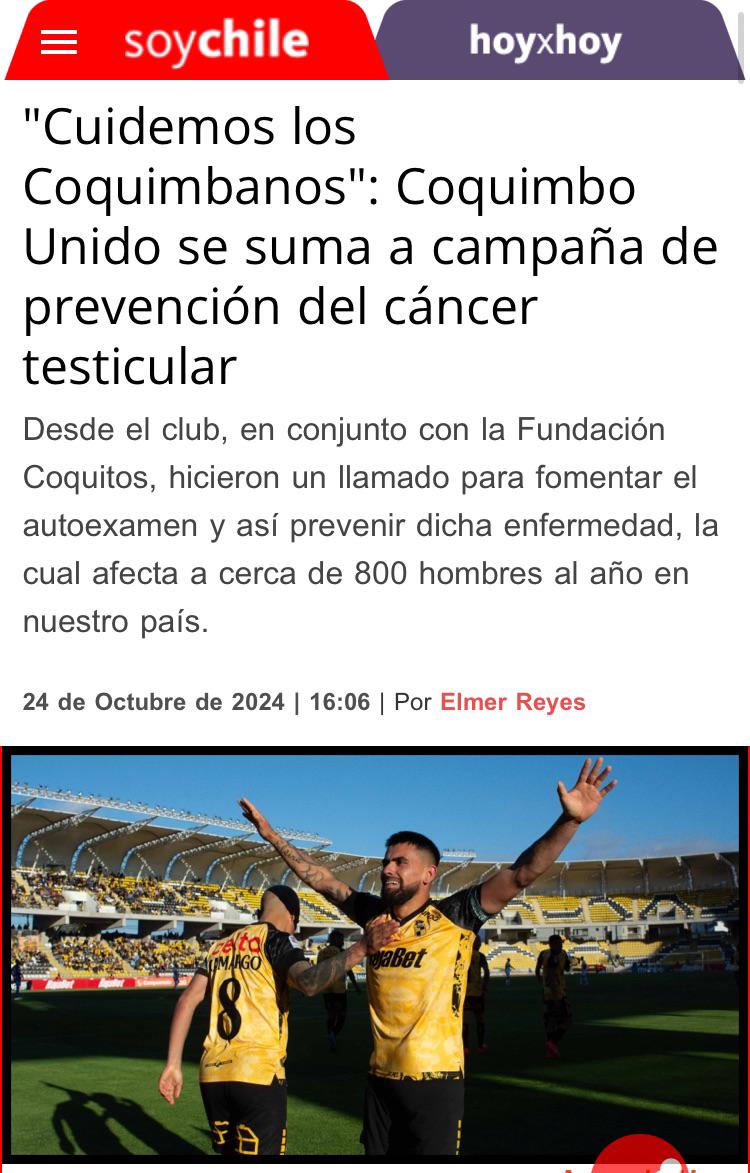 soychile
hoyxhoy
"Cuidemos los
Coquimbanos": Coquimbo
Unido se suma a campaña de
prevención del cáncer
testicular
Desde el club, en conjunto con la Fundación
Coquitos, hicieron un llamado para fomentar el
autoexamen y así prevenir dicha enfermedad, la
cual afecta a cerca de 800 hombres al año en
nuestro país.
24 de Octubre de 2024 | 16:06 | Por Elmer Reyes
8